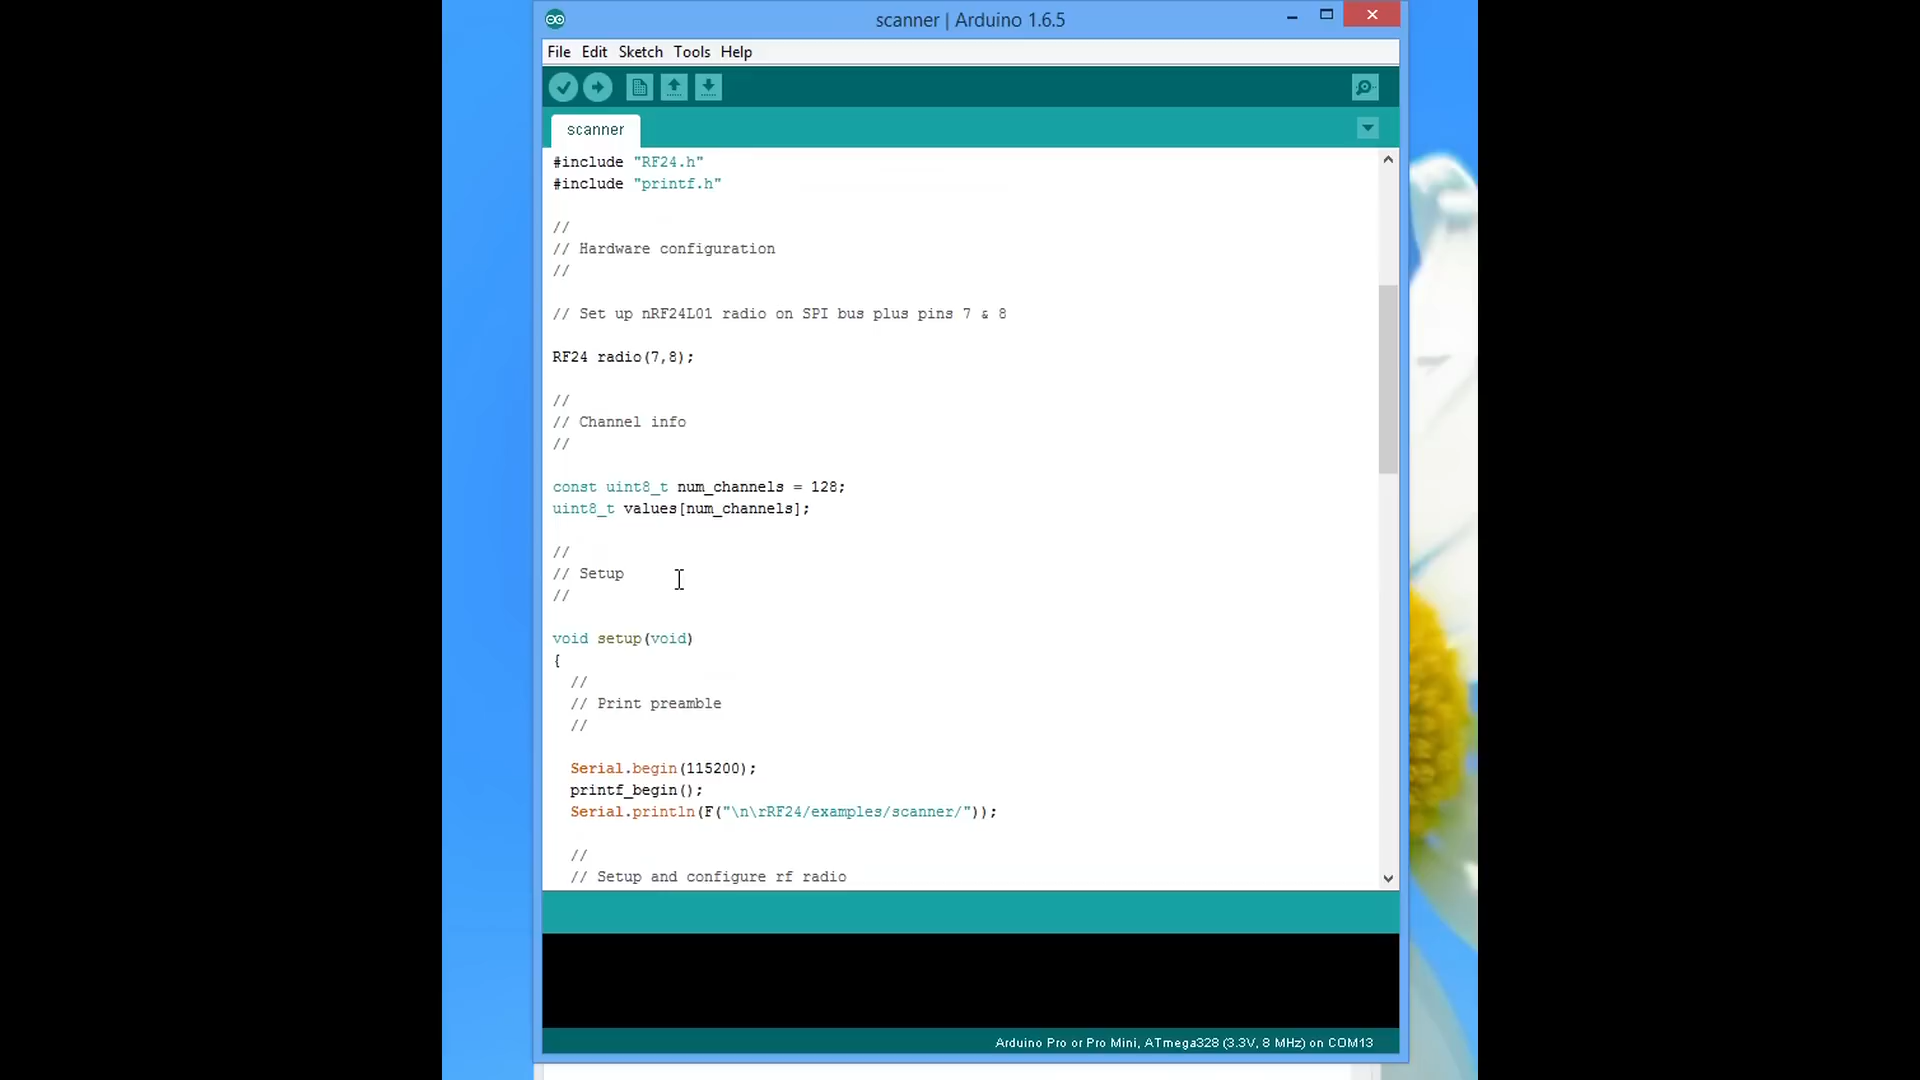 scanner | Arduino 1.6.5
File Edit Sketch Tools Help
scanner
#include "RF24.h"
#include "printf.h"
//
// Hardware configuration
//
// Set up nRF24L01 radio on SPI bus plus pins 7 & 8
RF24 radio(7,8);
//
// Channel info
//
const uint8_t num_channels = 128;
uint8_t values[num_channels];
//
// Setup
//
void setup(void)
{
//
// Print preamble
//
Serial.begin(115200);
printf_begin();
Serial.println(F("\n\rRF24/examples/scanner/"));
//
// Setup and configure rf radio
Arduino Pro or Pro Mini, ATmega328 (3.3V, 8 MHz) on COM13